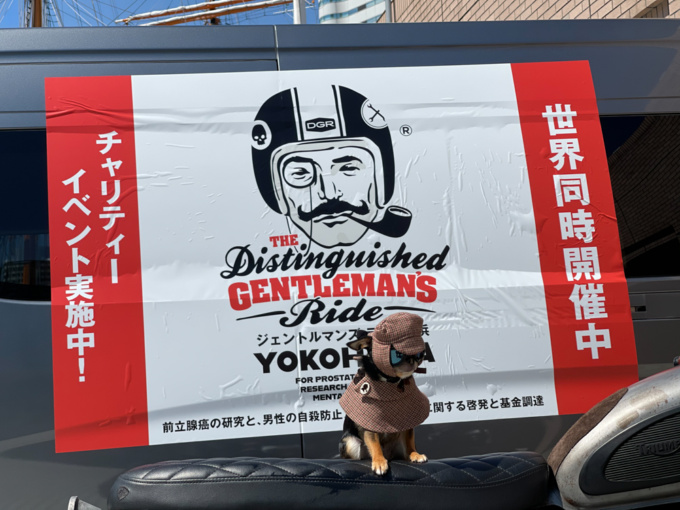 世界同時開催中
DGR
®
THE
Distinguished
GENTLEMAN'S
Ride
ジェントルマンズ
YOKOH A
FOR PROSTAT
RESEARCH
MENTA
前立腺癌の研究と、男性の自殺防止 に関する啓発と基金調達
チャリティー
イベント実施中!
TRIUMPH